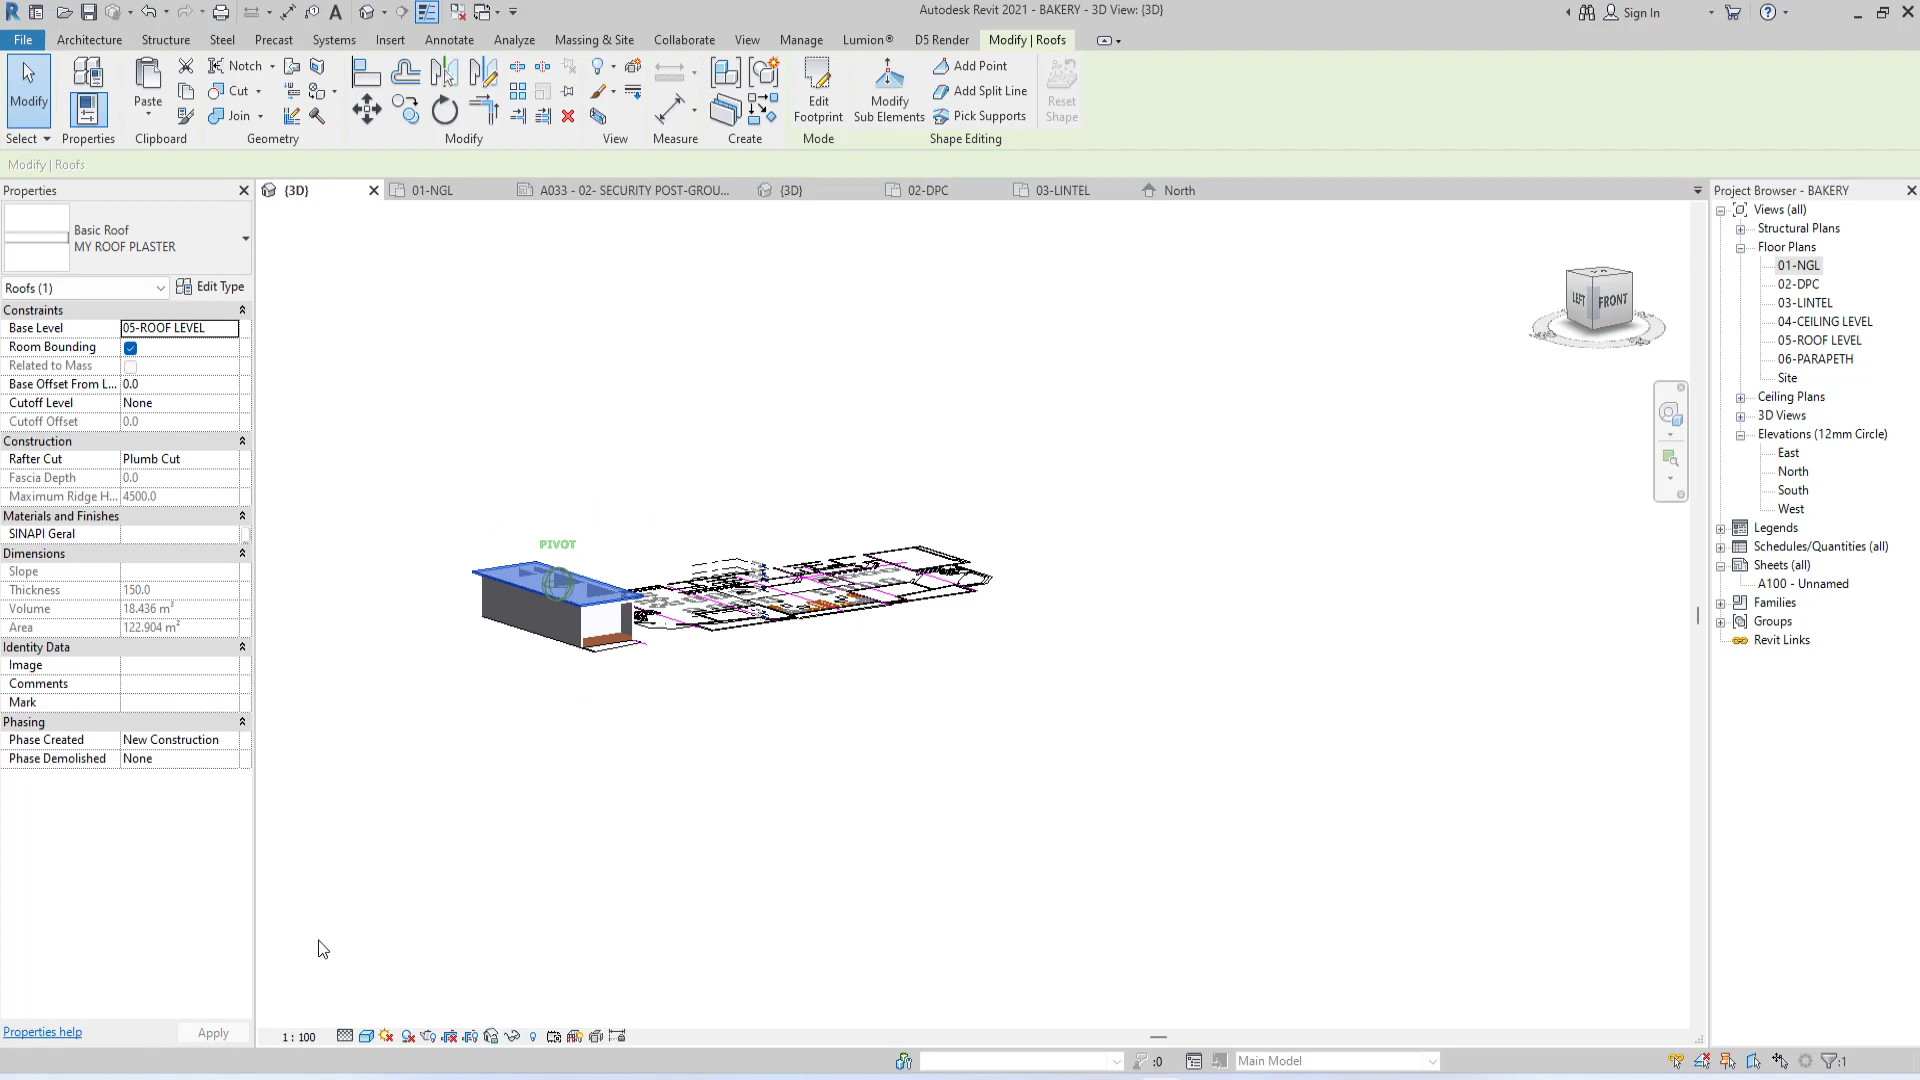 Autodesk Revit 2021 - BAKERY - 3D View: {3D}
Sign In
File
Architecture
Structure
Steel
Precast
Systems
Insert
Annotate
Analyze
Massing & Site
Collaborate
View
Manage
Lumion®
D5 Render
Modify | Roofs
Modify
Paste
Notch
Cut
Join
Edit
Footprint
Modify
Sub Elements
Add Point
Add Split Line
Pick Supports
Reset
Shape
Select
Properties
Clipboard
Geometry
Modify
View
Measure
Create
Mode
Shape Editing
Modify | Roofs
Properties
Basic Roof
MY ROOF PLASTER
Roofs (1)
Edit Type
Constraints
Base Level 05-ROOF LEVEL
Room Bounding
Related to Mass
Base Offset From L... 0.0
Cutoff Level None
Cutoff Offset 0.0
Construction
Rafter Cut Plumb Cut
Fascia Depth 0.0
Maximum Ridge H... 4500.0
Materials and Finishes
SINAPI Geral
Dimensions
Slope
Thickness 150.0
Volume 18.436 m³
Area 122.904 m²
Identity Data
Image
Comments
Mark
Phasing
Phase Created New Construction
Phase Demolished None
Properties help
Apply
{3D}
01-NGL
A033 - 02- SECURITY POST-GROU...
{3D}
02-DPC
03-LINTEL
North
PIVOT
LEFT
FRONT
1 : 100
:0
Main Model
:1
Project Browser - BAKERY
Views (all)
Structural Plans
Floor Plans
01-NGL
02-DPC
03-LINTEL
04-CEILING LEVEL
05-ROOF LEVEL
06-PARAPETH
Site
Ceiling Plans
3D Views
Elevations (12mm Circle)
East
North
South
West
Legends
Schedules/Quantities (all)
Sheets (all)
A100 - Unnamed
Families
Groups
Revit Links